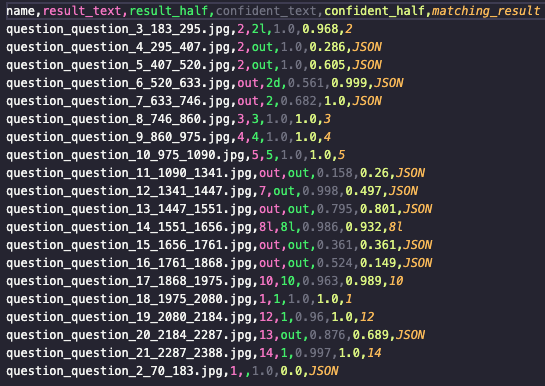 name,result_text,result_half,confident_text,confident_half,matching_result
question_question_3_183_295.jpg,2,2l,1.0,0.968,2
question_question_4_295_407.jpg,2,out,1.0,0.286,JSON
question_question_5_407_520.jpg,2,out,1.0,0.605,JSON
question_question_6_520_633.jpg,out,2d,0.561,0.999,JSON
question_question_7_633_746.jpg,out,2,0.682,1.0,JSON
question_question_8_746_860.jpg,3,3,1.0,1.0,3
question_question_9_860_975.jpg,4,4,1.0,1.0,4
question_question_10_975_1090.jpg,5,5,1.0,1.0,5
question_question_11_1090_1341.jpg,out,out,0.158,0.26,JSON
question_question_12_1341_1447.jpg,7,out,0.998,0.497,JSON
question_question_13_1447_1551.jpg,out,out,0.795,0.801,JSON
question_question_14_1551_1656.jpg,8l,8l,0.986,0.932,8l
question_question_15_1656_1761.jpg,out,out,0.361,0.361,JSON
question_question_16_1761_1868.jpg,out,out,0.524,0.149,JSON
question_question_17_1868_1975.jpg,10,10,0.963,0.989,10
question_question_18_1975_2080.jpg,1,1,1.0,1.0,1
question_question_19_2080_2184.jpg,12,1,0.96,1.0,12
question_question_20_2184_2287.jpg,13,out,0.876,0.689,JSON
question_question_21_2287_2388.jpg,14,1,0.997,1.0,14
question_question_2_70_183.jpg,1,,1.0,0.0,JSON